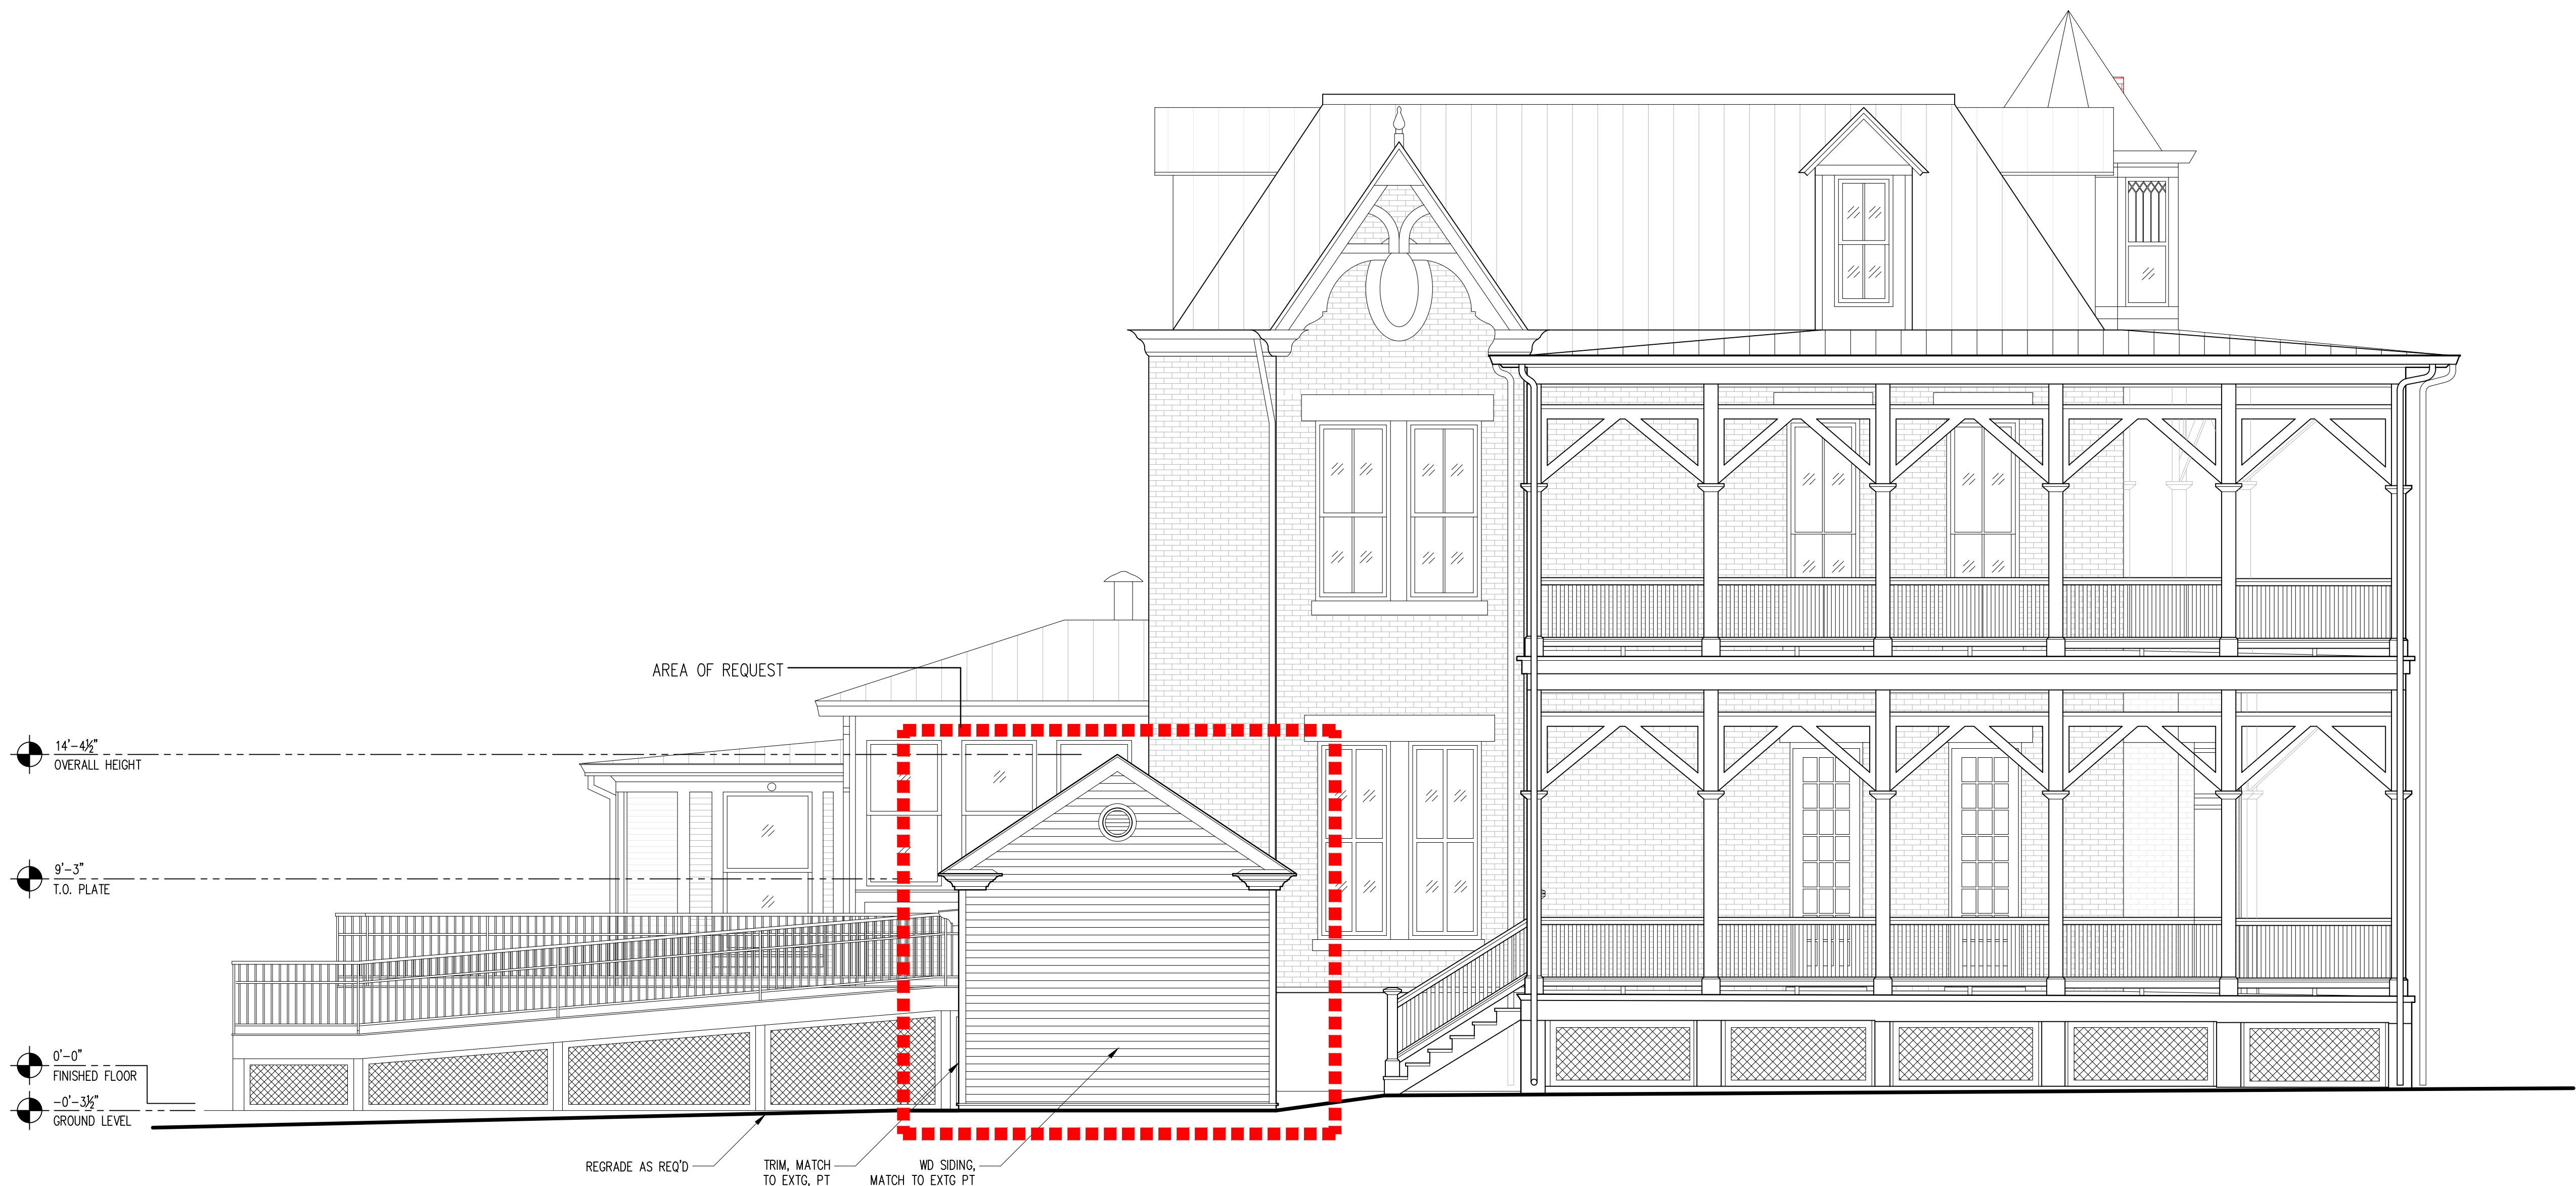 AREA OF REQUEST
14'-4½"
OVERALL HEIGHT
9'-3"
T.O. PLATE
0'-0"
FINISHED FLOOR
-0'-3½"
GROUND LEVEL
REGRADE AS REQ'D
TRIM, MATCH
TO EXTG, PT
WD SIDING,
MATCH TO EXTG PT